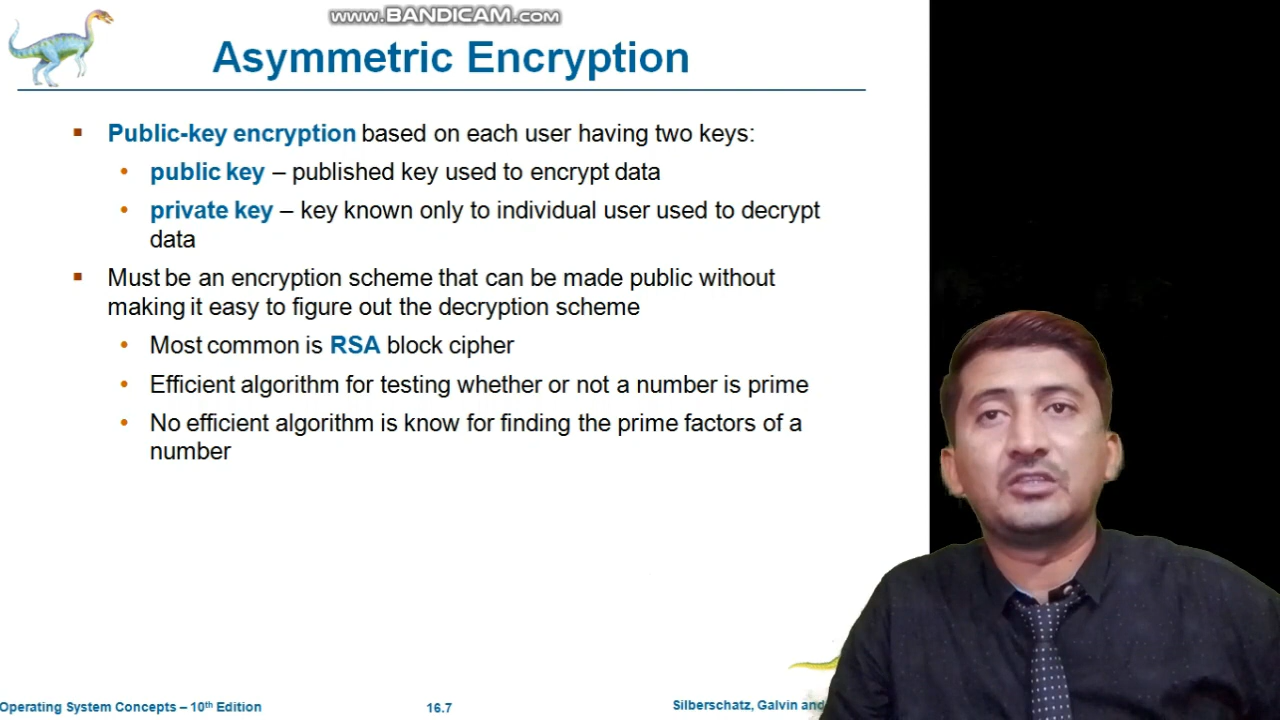 www.BANDICAM.com
Asymmetric Encryption
▪ Public-key encryption based on each user having two keys:
• public key – published key used to encrypt data
• private key – key known only to individual user used to decrypt
data
▪ Must be an encryption scheme that can be made public without
making it easy to figure out the decryption scheme
• Most common is RSA block cipher
• Efficient algorithm for testing whether or not a number is prime
• No efficient algorithm is know for finding the prime factors of a
number
Operating System Concepts – 10th Edition
16.7
Silberschatz, Galvin and